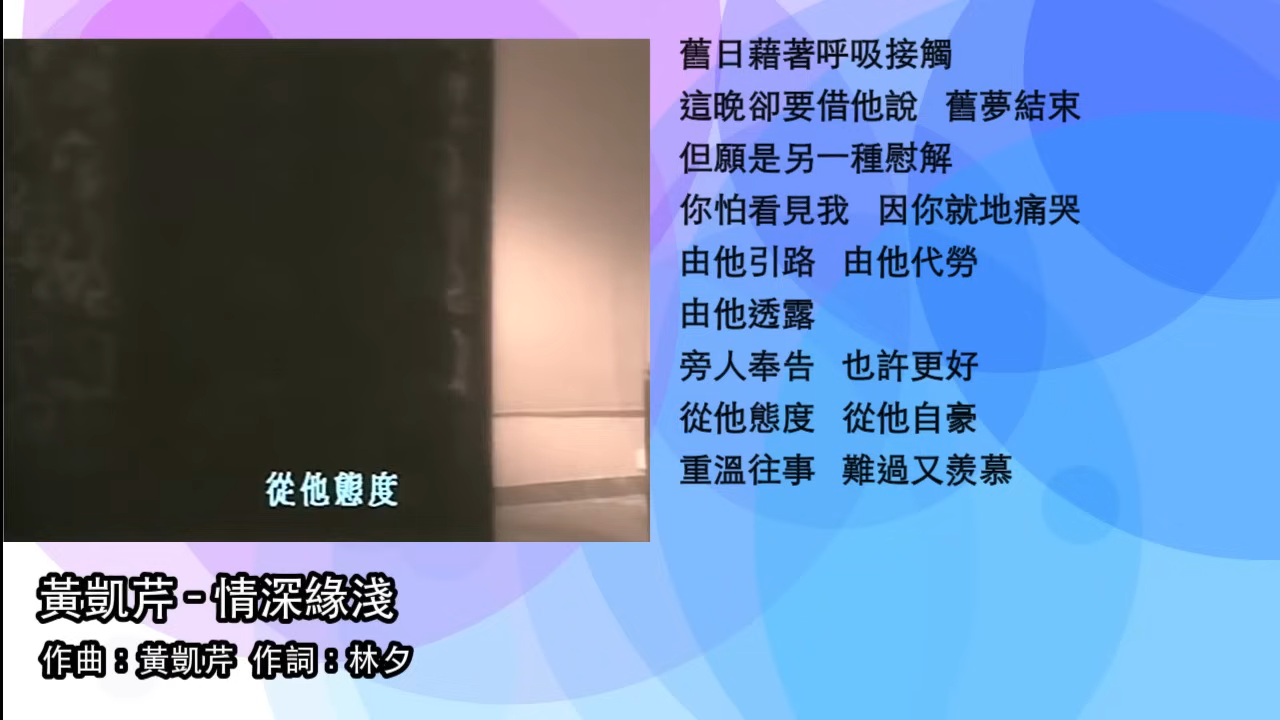 舊日藉著呼吸接觸
這晚卻要借他說 舊夢結束
但願是另一種慰解
你怕看見我 因你就地痛哭
由他引路 由他代勞
由他透露
旁人奉告 也許更好
從他態度 從他自豪
重溫往事 難過又羨慕
從他態度
黃凱芹-情深緣淺
作曲：黃凱芹 作詞：林夕